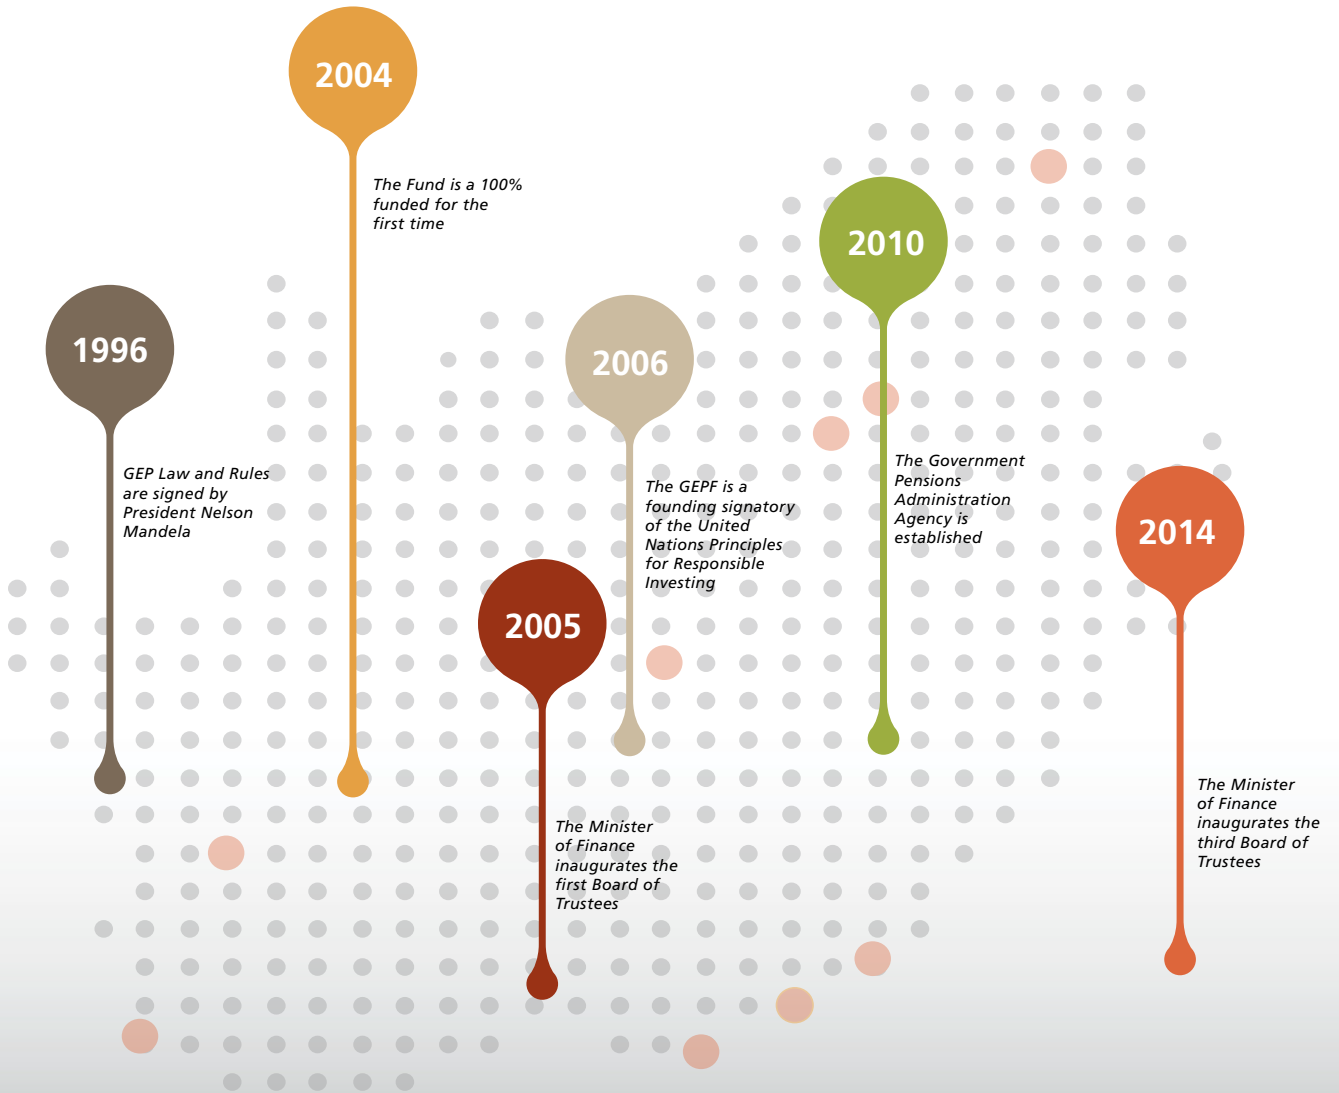 2004
The Fund is a 100%
funded for the
first time
2010
1996
2006
GEP Law and Rules
are signed by
President Nelson
Mandela
The GEPF is a
founding signatory
of the United
Nations Principles
for Responsible
Investing
The Government
Pensions
Administration
Agency is
established
2014
2005
The Minister
of Finance
inaugurates the
first Board of
Trustees
The Minister
of Finance
inaugurates the
third Board of
Trustees